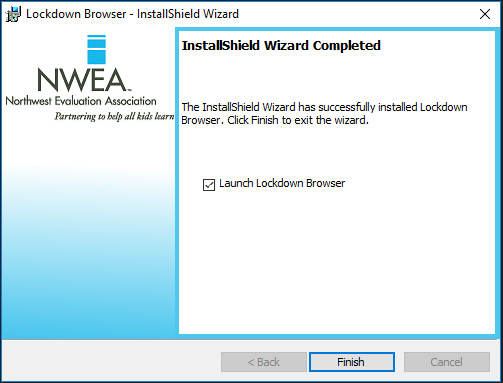 Lockdown Browser - InstallShield Wizard
NWEA™
Northwest Evaluation Association
Partnering to help all kids learn
InstallShield Wizard Completed
The InstallShield Wizard has successfully installed Lockdown
Browser. Click Finish to exit the wizard.
Launch Lockdown Browser
< Back
Finish
Cancel